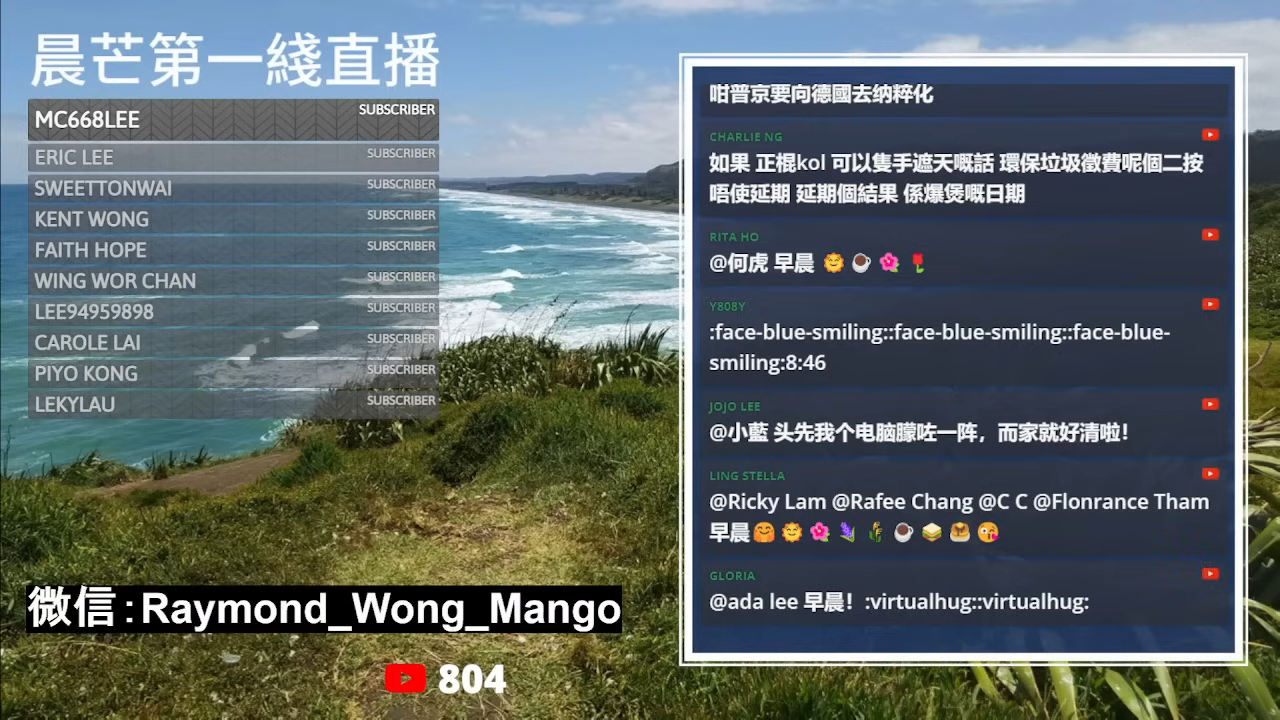 晨芒第一綫直播
MC668LEE SUBSCRIBER
ERIC LEE SUBSCRIBER
SWEETTONWAI SUBSCRIBER
KENT WONG SUBSCRIBER
FAITH HOPE SUBSCRIBER
WING WOR CHAN SUBSCRIBER
LEE94959898 SUBSCRIBER
CAROLE LAI SUBSCRIBER
PIYO KONG SUBSCRIBER
LEKYLAU SUBSCRIBER
微信:Raymond_Wong_Mango
804
咁普京要向德國去纳粹化
CHARLIE NG
如果 正棍kol 可以隻手遮天嘅話 環保垃圾徵費呢個二按
唔使延期 延期個結果 係爆煲嘅日期
RITA HO
@何虎 早晨 🌞 ☕ 🌺 🌷
Y808Y
:face-blue-smiling::face-blue-smiling::face-blue-
smiling:8:46
JOJO LEE
@小藍 头先我个电脑朦咗一阵，而家就好清啦！
LING STELLA
@Ricky Lam @Rafee Chang @C C @Flonrance Tham
早晨
GLORIA
@ada lee 早晨！:virtualhug::virtualhug: